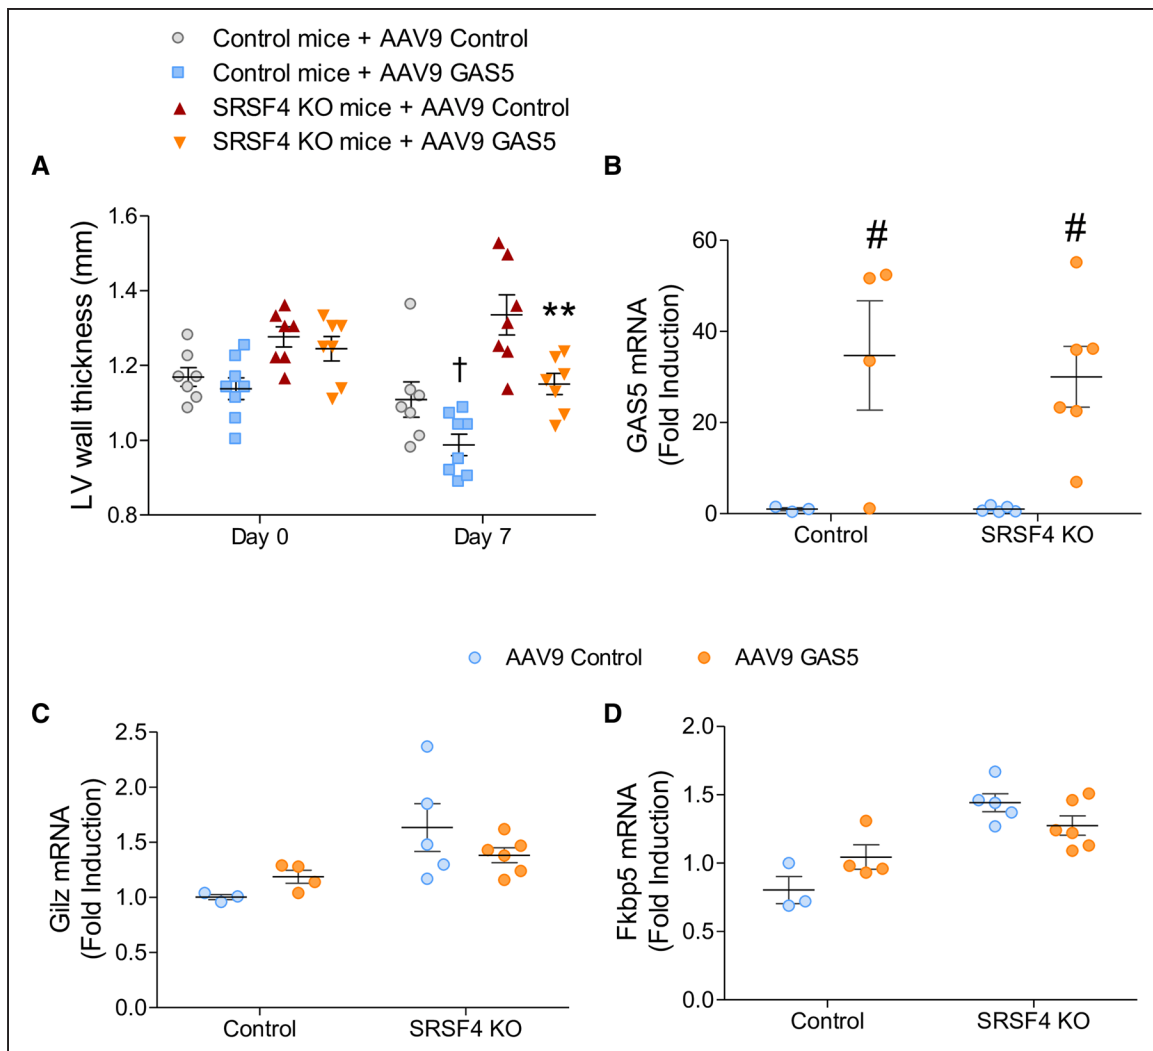 Control mice + AAV9 Control
Control mice + AAV9 GAS5
SRSF4 KO mice + AAV9 Control
SRSF4 KO mice + AAV9 GAS5
A
LV wall thickness (mm)
1.6
1.4
1.2
1.0
0.8
†
**
Day 0
Day 7
B
GAS5 mRNA
(Fold Induction)
60
40
20
0
#
#
Control
SRSF4 KO
AAV9 Control
AAV9 GAS5
C
Gilz mRNA
(Fold Induction)
2.5
2.0
1.5
1.0
0.5
0.0
Control
SRSF4 KO
D
Fkbp5 mRNA
(Fold Induction)
2.0
1.5
1.0
0.5
0.0
Control
SRSF4 KO